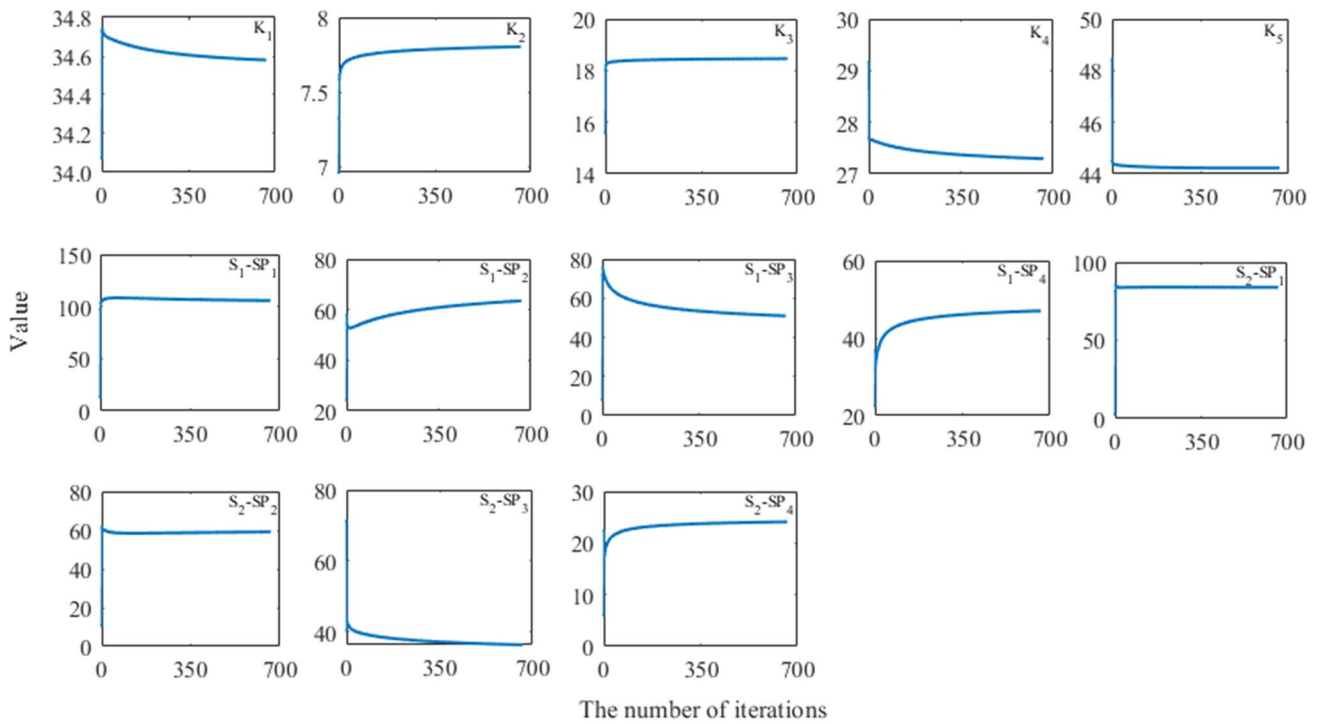 34.8 34.6 34.4 34.2 34.0 0 350 700 K₁
8 7.5 7 0 350 700 K₂
20 18 16 14 0 350 700 K₃
30 29 28 27 0 350 700 K₄
50 48 46 44 0 350 700 K₅
Value
150 100 50 0 0 350 700 S₁-SP₁
80 60 40 20 0 350 700 S₁-SP₂
80 60 40 20 0 0 350 700 S₁-SP₃
60 40 20 0 350 700 S₁-SP₄
100 50 0 0 350 700 S₂-SP₁
80 60 40 20 0 0 350 700 S₂-SP₂
80 60 40 0 350 700 S₂-SP₃
30 20 10 0 0 350 700 S₂-SP₄
The number of iterations